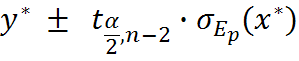 y* ± t_{α/2, n−2} · σ_{E_p}(x*)